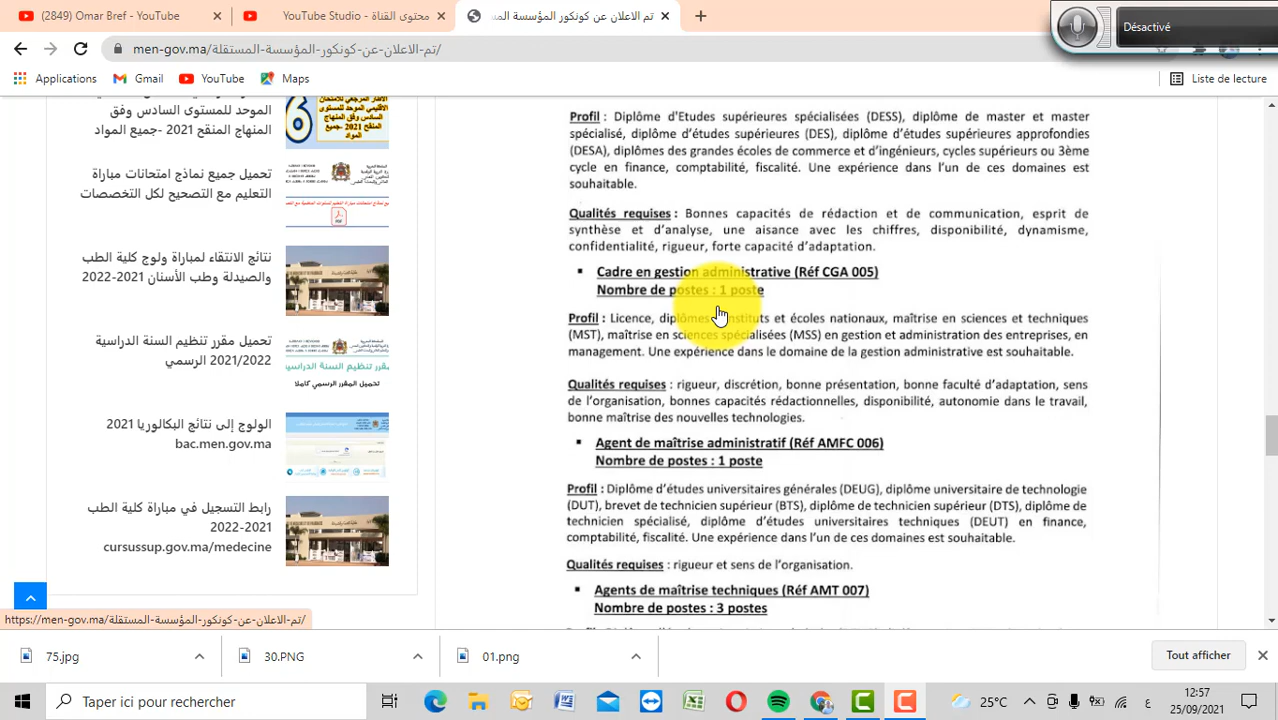 (2849) Omar Bref - YouTube
محتوى القناة - YouTube Studio
تم الاعلان عن كونكور المؤسسة المس
Désactivé
men-gov.ma/تم-الاعلان-عن-كونكور-المؤسسة-المستقلة/
Applications
Gmail
YouTube
Maps
Liste de lecture
الموحد للمستوى السادس وفق
المنهاج المنقح 2021 -جميع المواد
تحميل جميع نماذج امتحانات مباراة
التعليم مع التصحيح لكل التخصصات
نتائج الانتقاء لمباراة ولوج كلية الطب
والصيدلة وطب الأسنان 2021-2022
تحميل مقرر تنظيم السنة الدراسية
2021/2022 الرسمي
مقرر تنظيم السنة الدراسية
تحميل المقرر الرسمي كاملا
الولوج إلى نتائج البكالوريا 2021
bac.men.gov.ma
رابط التسجيل في مباراة كلية الطب
2022-2021
cursussup.gov.ma/medecine
Profil : Diplôme d'Etudes supérieures spécialisées (DESS), diplôme de master et master
spécialisé, diplôme d'études supérieures (DES), diplôme d'études supérieures approfondies
(DESA), diplômes des grandes écoles de commerce et d'ingénieurs, cycles supérieurs ou 3ème
cycle en finance, comptabilité, fiscalité. Une expérience dans l'un de ces domaines est
souhaitable.
Qualités requises : Bonnes capacités de rédaction et de communication, esprit de
synthèse et d'analyse, une aisance avec les chiffres, disponibilité, dynamisme,
confidentialité, rigueur, forte capacité d'adaptation.
▪ Cadre en gestion administrative (Réf CGA 005)
Nombre de postes : 1 poste
Profil : Licence, diplômes instituts et écoles nationaux, maîtrise en sciences et techniques
(MST), maîtrise en sciences spécialisées (MSS) en gestion et administration des entreprises, en
management. Une expérience dans le domaine de la gestion administrative est souhaitable.
Qualités requises : rigueur, discrétion, bonne présentation, bonne faculté d'adaptation, sens
de l'organisation, bonnes capacités rédactionnelles, disponibilité, autonomie dans le travail,
bonne maîtrise des nouvelles technologies.
▪ Agent de maîtrise administratif (Réf AMFC 006)
Nombre de postes : 1 poste
Profil : Diplôme d'études universitaires générales (DEUG), diplôme universitaire de technologie
(DUT), brevet de technicien supérieur (BTS), diplôme de technicien supérieur (DTS), diplôme de
technicien spécialisé, diplôme d'études universitaires techniques (DEUT) en finance,
comptabilité, fiscalité. Une expérience dans l'un de ces domaines est souhaitable.
Qualités requises : rigueur et sens de l'organisation.
▪ Agents de maîtrise techniques (Réf AMT 007)
Nombre de postes : 3 postes
https://men-gov.ma/تم-الاعلان-عن-كونكور-المؤسسة-المستقلة/
75.jpg
30.PNG
01.png
Tout afficher
Taper ici pour rechercher
25°C
ع
12:57
25/09/2021